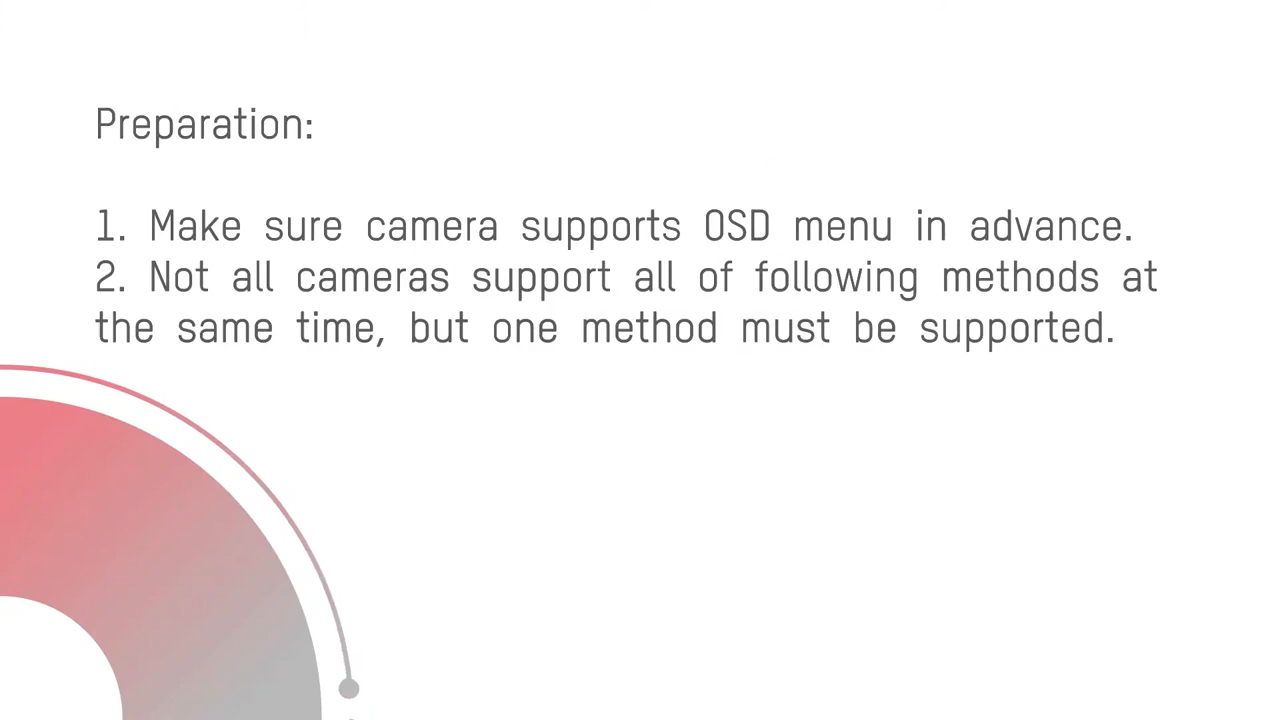 Preparation:
1. Make sure camera supports OSD menu in advance.
2. Not all cameras support all of following methods at
the same time, but one method must be supported.